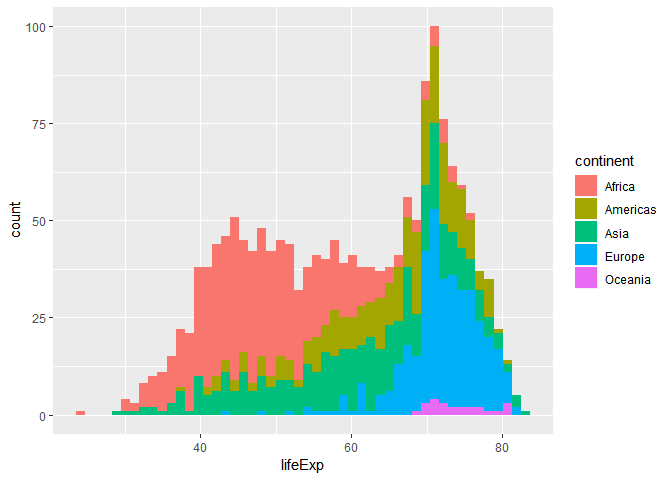 100
75
50
25
0
count
40
60
80
lifeExp
continent
Africa
Americas
Asia
Europe
Oceania